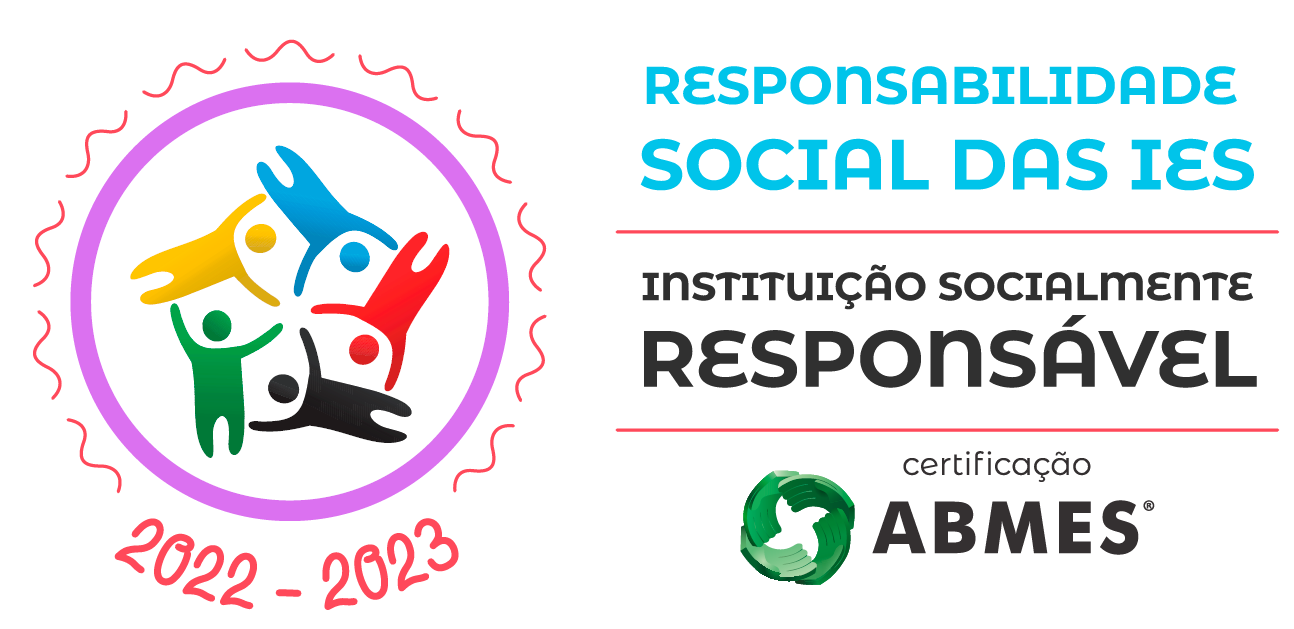 RESPONSABILIDADE
SOCIAL DAS IES
INSTITUIÇÃO SOCIALMENTE
RESPONSÁVEL
certificação
ABMES®
2022 - 2023